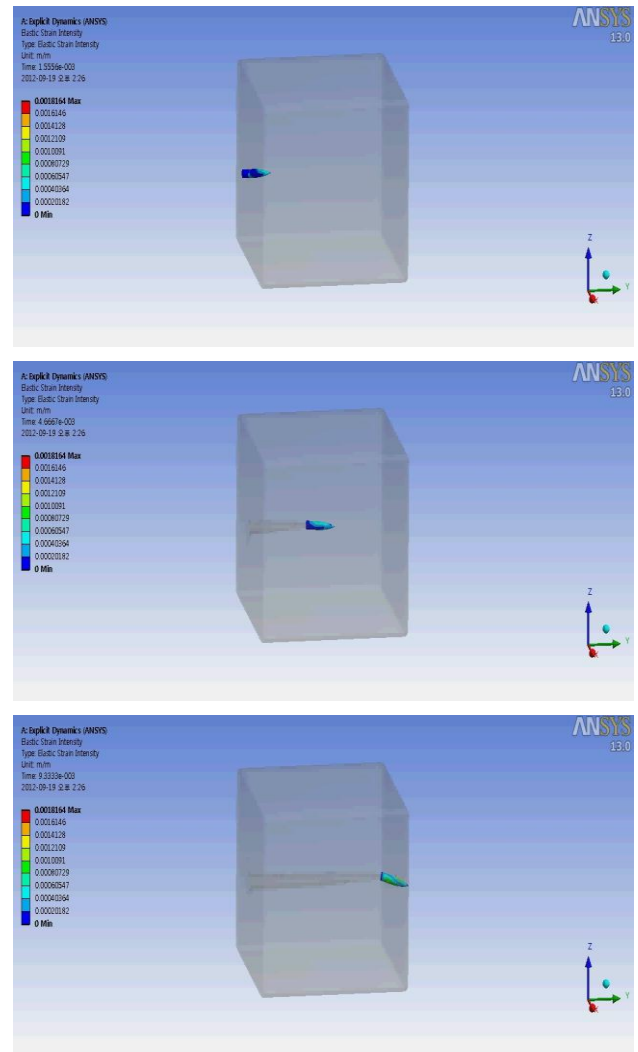 A: Explicit Dynamics (ANSYS)
Elastic Strain Intensity
Type: Elastic Strain Intensity
Unit: m/m
Time: 1.5556e-003
2012-09-19 오후 2:26
0.0018164 Max
0.0016146
0.0014128
0.0012109
0.0010091
0.00080729
0.00060547
0.00040364
0.00020182
0 Min
ANSYS
13.0
Z
Y
X
A: Explicit Dynamics (ANSYS)
Elastic Strain Intensity
Type: Elastic Strain Intensity
Unit: m/m
Time: 4.6667e-003
2012-09-19 오후 2:26
0.0018164 Max
0.0016146
0.0014128
0.0012109
0.0010091
0.00080729
0.00060547
0.00040364
0.00020182
0 Min
ANSYS
13.0
Z
Y
X
A: Explicit Dynamics (ANSYS)
Elastic Strain Intensity
Type: Elastic Strain Intensity
Unit: m/m
Time: 9.3333e-003
2012-09-19 오후 2:26
0.0018164 Max
0.0016146
0.0014128
0.0012109
0.0010091
0.00080729
0.00060547
0.00040364
0.00020182
0 Min
ANSYS
13.0
Z
Y
X